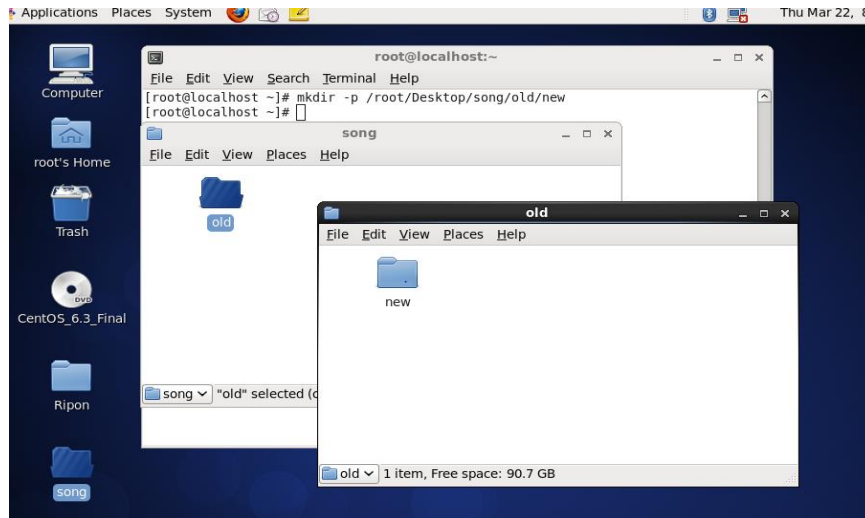 Applications Places System
Thu Mar 22,
Computer
root's Home
Trash
DVD
CentOS_6.3_Final
Ripon
song
root@localhost:~
File Edit View Search Terminal Help
[root@localhost ~]# mkdir -p /root/Desktop/song/old/new
[root@localhost ~]#
song
File Edit View Places Help
old
song "old" selected (c
old
File Edit View Places Help
new
old 1 item, Free space: 90.7 GB